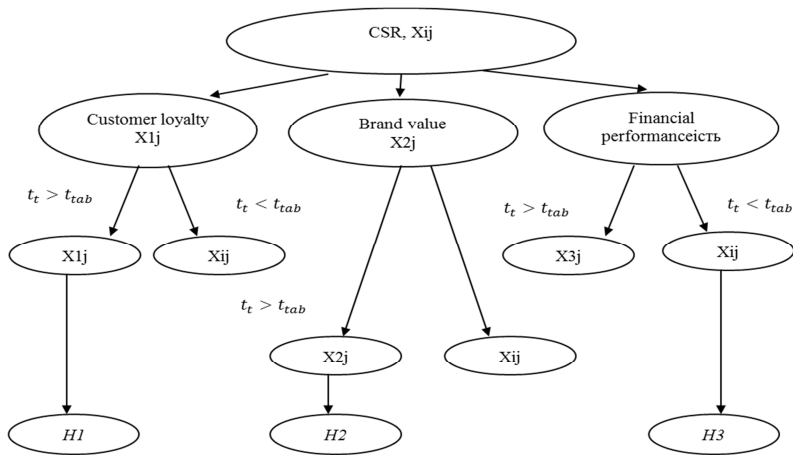 CSR, Xij
Customer loyalty
X1j
Brand value
X2j
Financial
performanceість
t_t > t_tab
t_t < t_tab
t_t > t_tab
t_t < t_tab
X1j
Xij
X3j
Xij
t_t > t_tab
X2j
Xij
H1
H2
H3